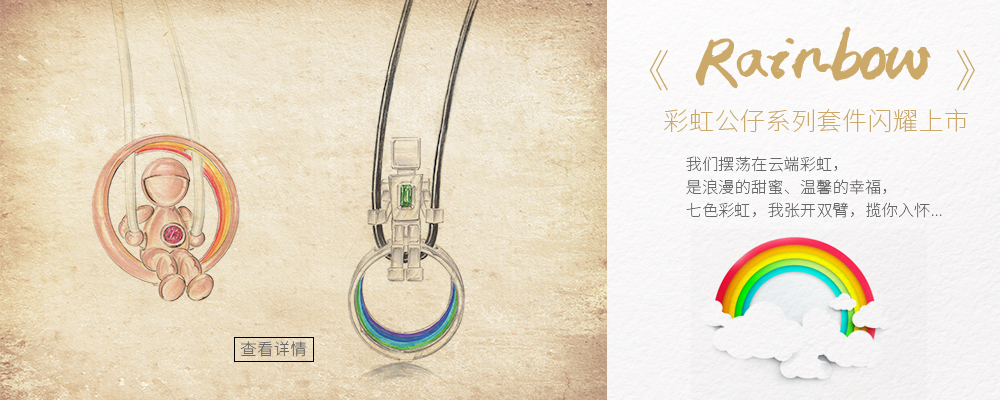 《 Rainbow 》
彩虹公仔系列套件闪耀上市
我们摆荡在云端彩虹，
是浪漫的甜蜜、温馨的幸福，
七色彩虹，我张开双臂，揽你入怀...
查看详情